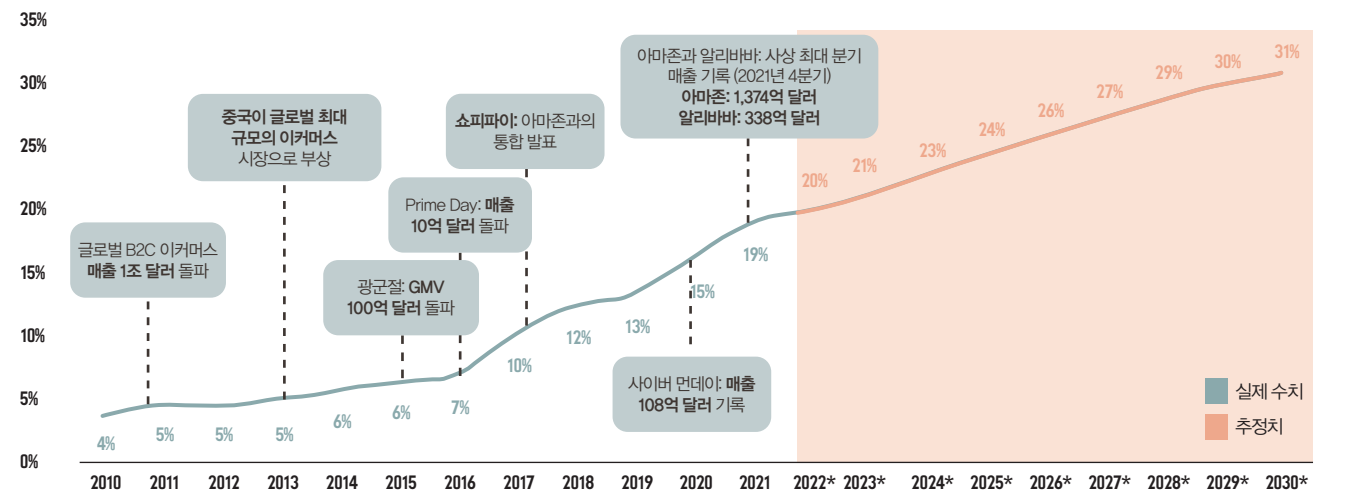 35%
30%
25%
20%
15%
10%
5%
0%
글로벌 B2C 이커머스
매출 1조 달러 돌파
중국이 글로벌 최대
규모의 이커머스
시장으로 부상
광군절: GMV
100억 달러 돌파
Prime Day: 매출
10억 달러 돌파
쇼피파이: 아마존과의
통합 발표
사이버 먼데이: 매출
108억 달러 기록
아마존과 알리바바: 사상 최대 분기
매출 기록 (2021년 4분기)
아마존: 1,374억 달러
알리바바: 338억 달러
4% 5% 5% 5% 6% 6% 7% 10% 12% 13% 15% 19% 20% 21% 23% 24% 26% 27% 29% 30% 31%
실제 수치
추정치
2010 2011 2012 2013 2014 2015 2016 2017 2018 2019 2020 2021 2022* 2023* 2024* 2025* 2026* 2027* 2028* 2029* 2030*